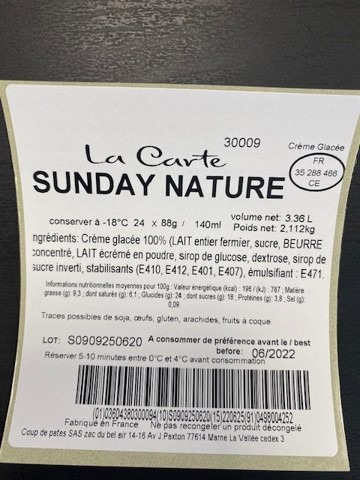 30009
Crème Glacée
La Carte
FR
35 288 466
CE
SUNDAY NATURE
volume net: 3.36 L
conserver à -18°C 24 x 88g / 140ml
Poids net: 2,112kg
ngrédients: Crème glacée 100% (LAIT entier fermier, sucre, BEURRE
concentré, LAIT écrémé en poudre, sirop de glucose, dextrose, sirop de
sucre inverti, stabilisants (E410, E412, E401, E407), émulsifiant : E471.
Informations nutritionnelles moyennes pour 100g : Valeur énergétique (kcal) : 196 / (kJ) : 787 ; Matière
grasse (g) : 9,3 ; dont saturés (g) : 6,1 ; Glucides (g) : 24 ; dont sucres (g) : 18 ; Protéines (g) : 3,8 ; Sel (g) :
0,09
Traces possibles de soja, œufs, gluten, arachides, fruits à coque.
LOT: S0909250620 A consommer de préférence avant le / best
before: 06/2022
Réserver 5-10 minutes entre 0°C et 4°C avant consommation
(01)03604380300094(10)S0909250620(15)220625(91)0498004252
Fabriqué en France Ne pas recongeler un produit décongelé
Coup de pates SAS zac du bel air 14-16 Av J.Paxton 77614 Marne La Vallée cedex 3